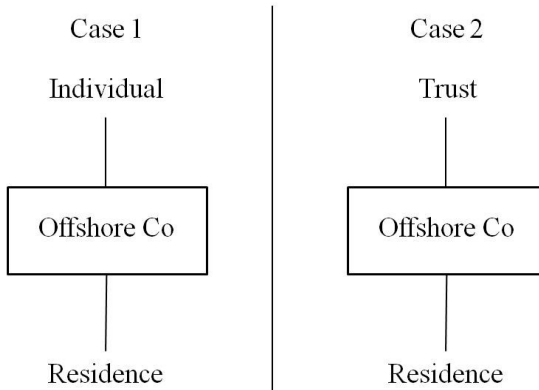 Case 1
Individual
Offshore Co
Residence
Case 2
Trust
Offshore Co
Residence